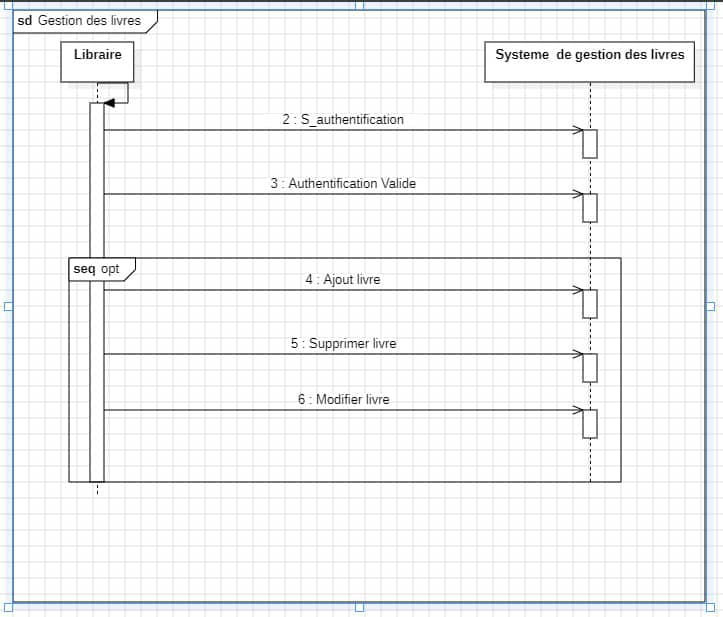 sd Gestion des livres
Libraire
Systeme de gestion des livres
2 : S_authentification
3 : Authentification Valide
seq opt
4 : Ajout livre
5 : Supprimer livre
6 : Modifier livre